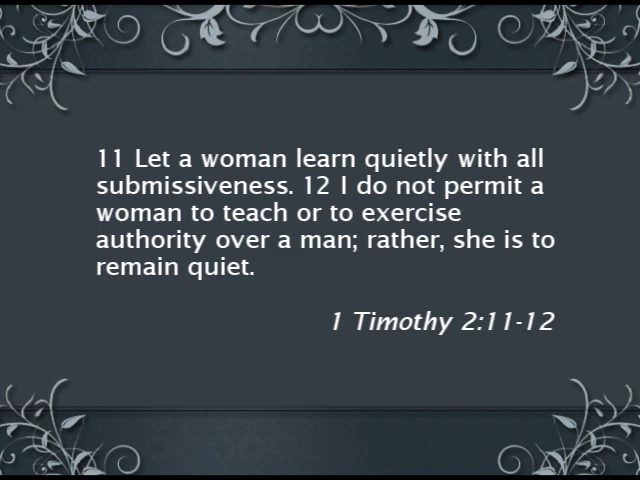 11 Let a woman learn quietly with all
submissiveness. 12 I do not permit a
woman to teach or to exercise
authority over a man; rather, she is to
remain quiet.
1 Timothy 2:11-12